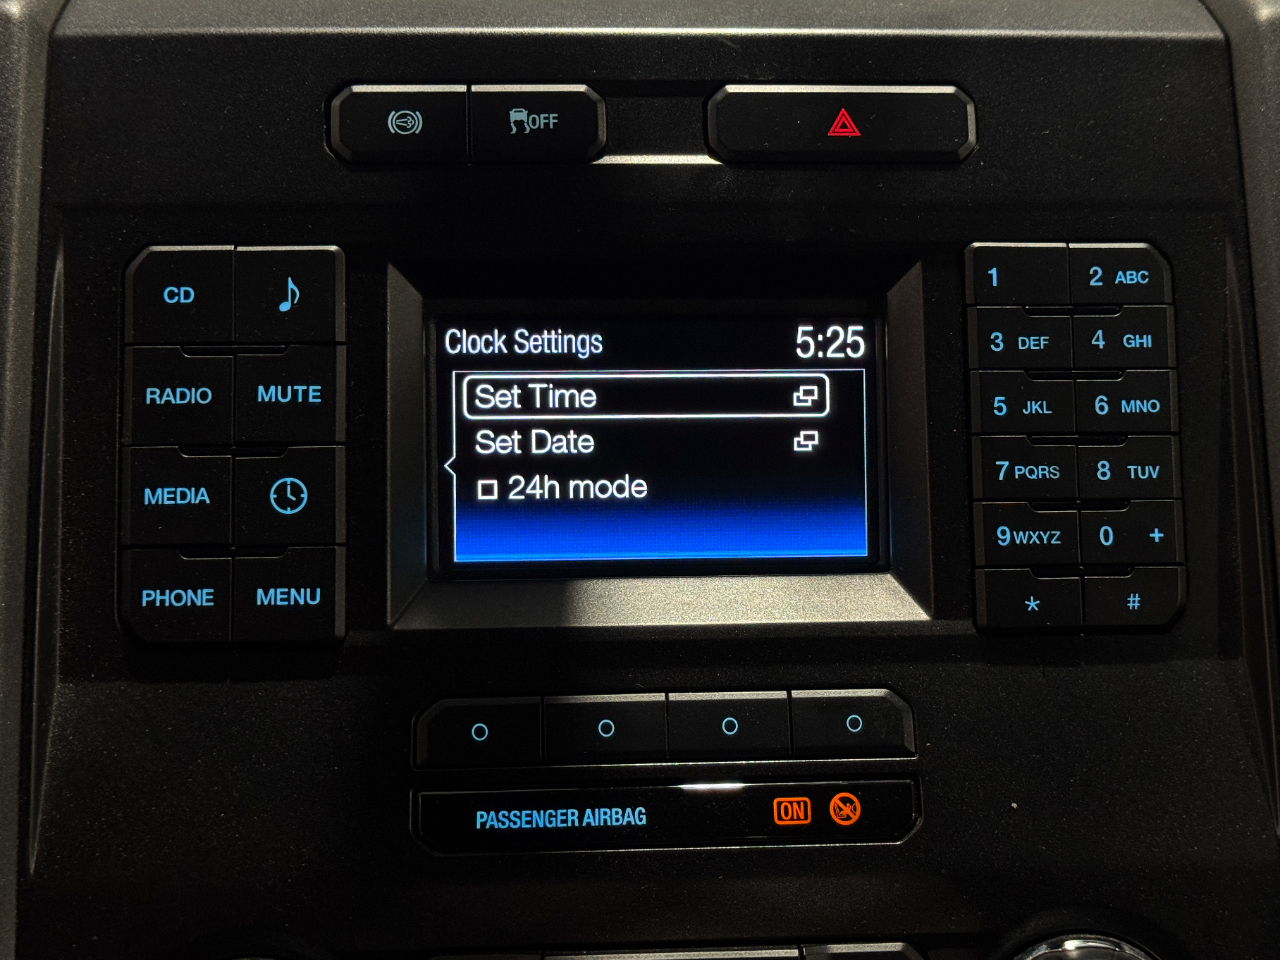 OFF
CD
RADIO MUTE
MEDIA
PHONE MENU
Clock Settings 5:25
Set Time
Set Date
24h mode
1 2 ABC
3 DEF 4 GHI
5 JKL 6 MNO
7 PQRS 8 TUV
9 WXYZ 0 +
* #
PASSENGER AIRBAG ON